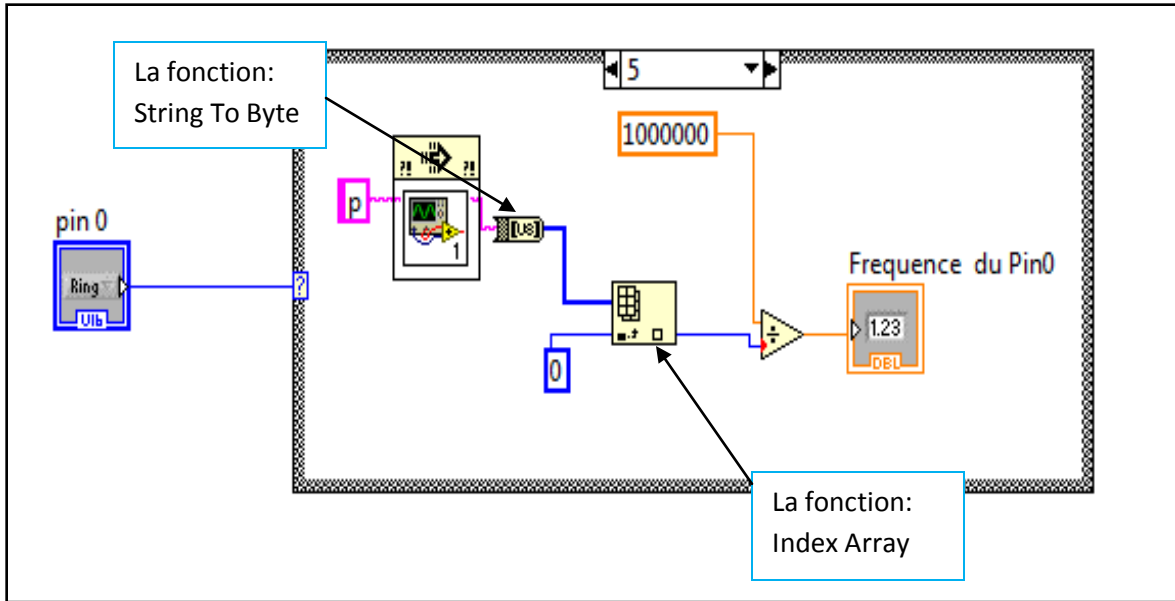 La fonction:
String To Byte
5
1000000
?! ?!
p
1
[U8]
pin 0
Ring
U16
?
Frequence du Pin0
1.23
DBL
0
÷
La fonction:
Index Array